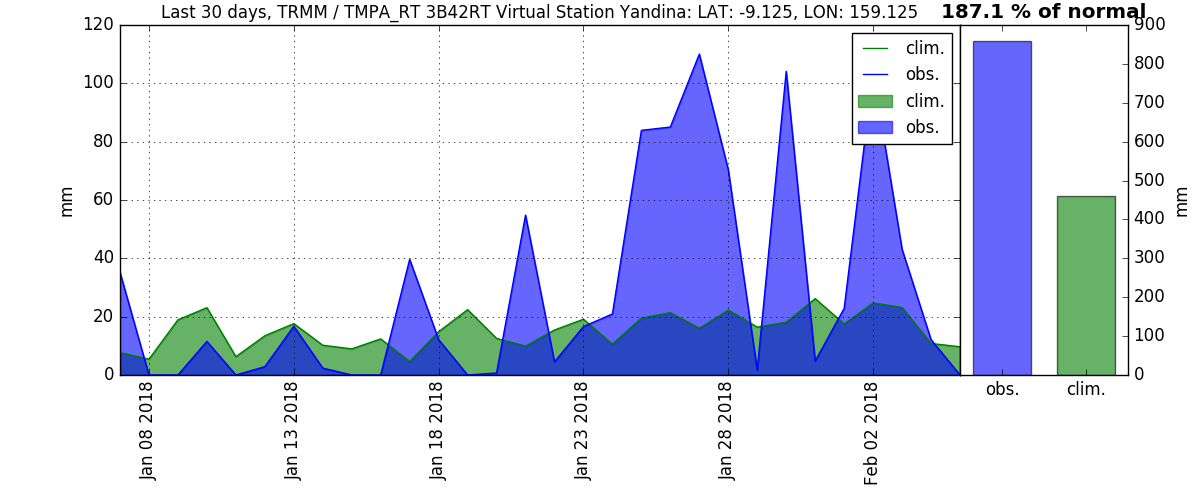 Last 30 days, TRMM / TMPA_RT 3B42RT Virtual Station Yandina: LAT: -9.125, LON: 159.125
187.1 % of normal
120
100
80
60
40
20
0
mm
clim.
obs.
clim.
obs.
900
800
700
600
500
400
300
200
100
0
mm
Jan 08 2018
Jan 13 2018
Jan 18 2018
Jan 23 2018
Jan 28 2018
Feb 02 2018
obs.
clim.